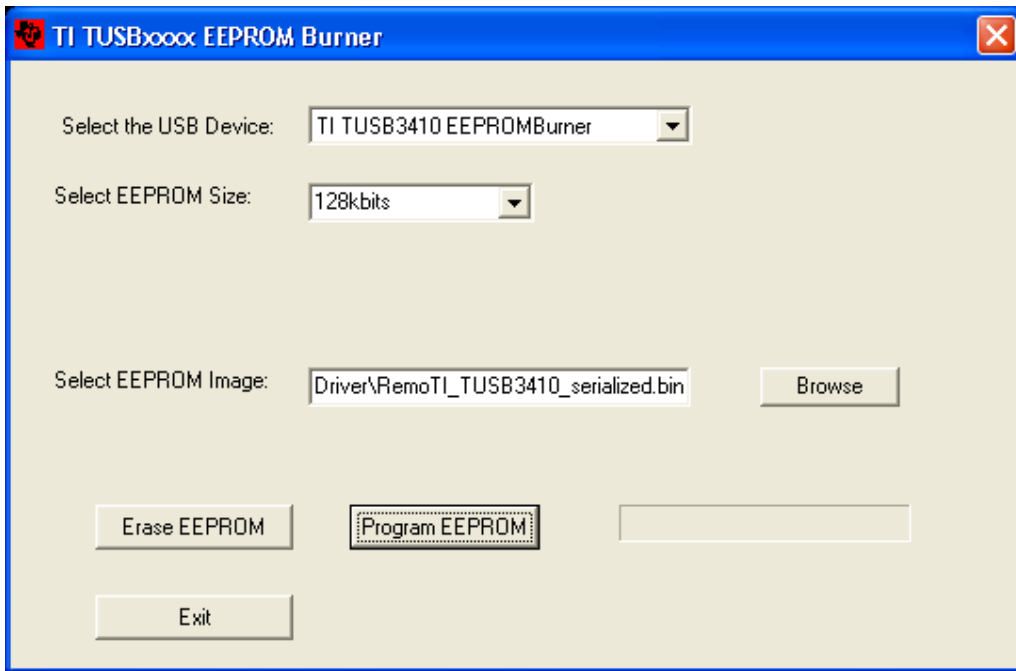 TI TUSBxxxx EEPROM Burner
Select the USB Device: TI TUSB3410 EEPROMBurner
Select EEPROM Size: 128kbits
Select EEPROM Image: Driver\RemoTI_TUSB3410_serialized.bin Browse
Erase EEPROM Program EEPROM
Exit